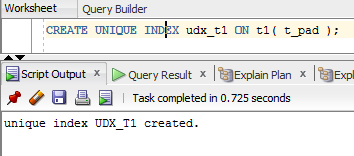 Worksheet Query Builder
CREATE UNIQUE INDEX udx_t1 ON t1( t_pad );
Script Output x Query Result x Explain Plan x
Task completed in 0.725 seconds
unique index UDX_T1 created.